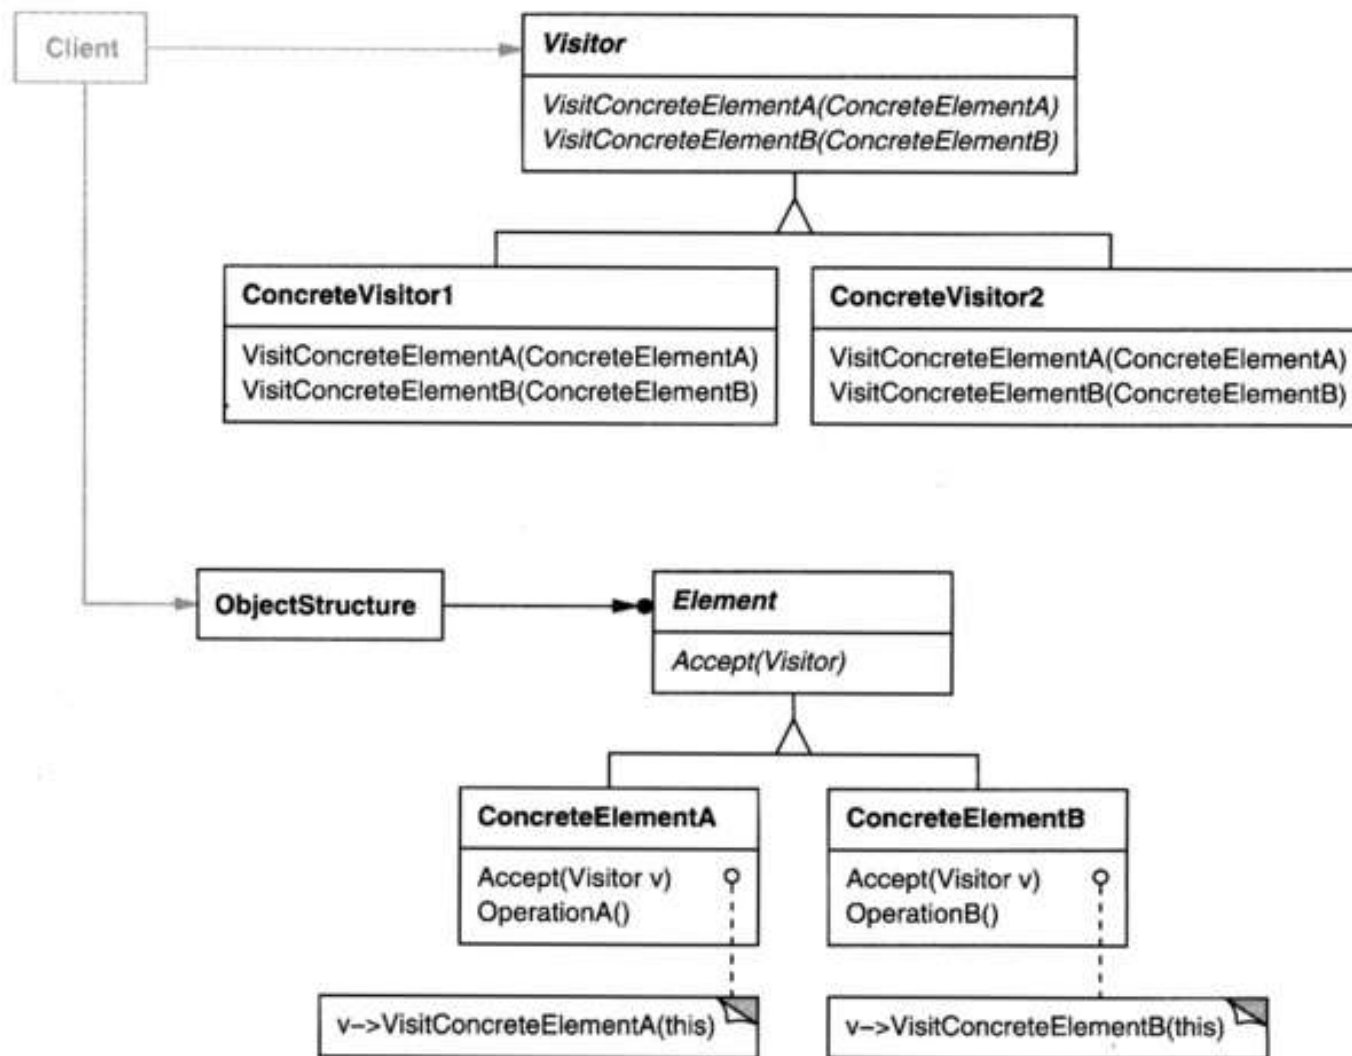 Client
Visitor
VisitConcreteElementA(ConcreteElementA)
VisitConcreteElementB(ConcreteElementB)
ConcreteVisitor1
VisitConcreteElementA(ConcreteElementA)
VisitConcreteElementB(ConcreteElementB)
ConcreteVisitor2
VisitConcreteElementA(ConcreteElementA)
VisitConcreteElementB(ConcreteElementB)
ObjectStructure
Element
Accept(Visitor)
ConcreteElementA
Accept(Visitor v)
OperationA()
ConcreteElementB
Accept(Visitor v)
OperationB()
v–>VisitConcreteElementA(this)
v–>VisitConcreteElementB(this)